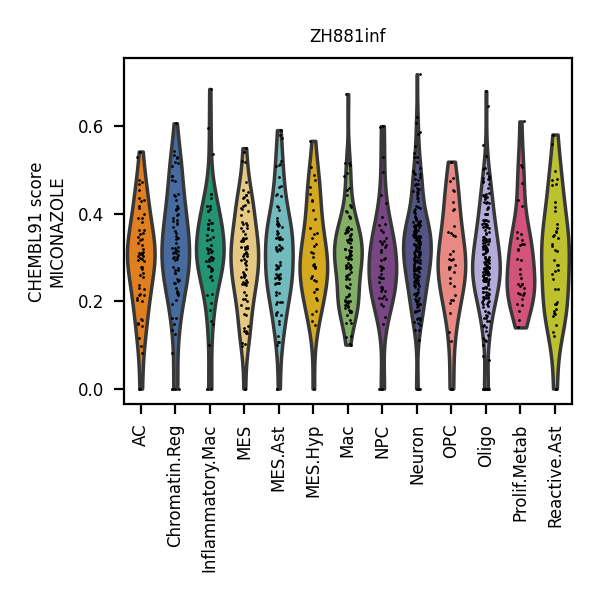 ZH881inf
CHEMBL91 score
MICONAZOLE
0.6
0.4
0.2
0.0
AC
Chromatin.Reg
Inflammatory.Mac
MES
MES.Ast
MES.Hyp
Mac
NPC
Neuron
OPC
Oligo
Prolif.Metab
Reactive.Ast